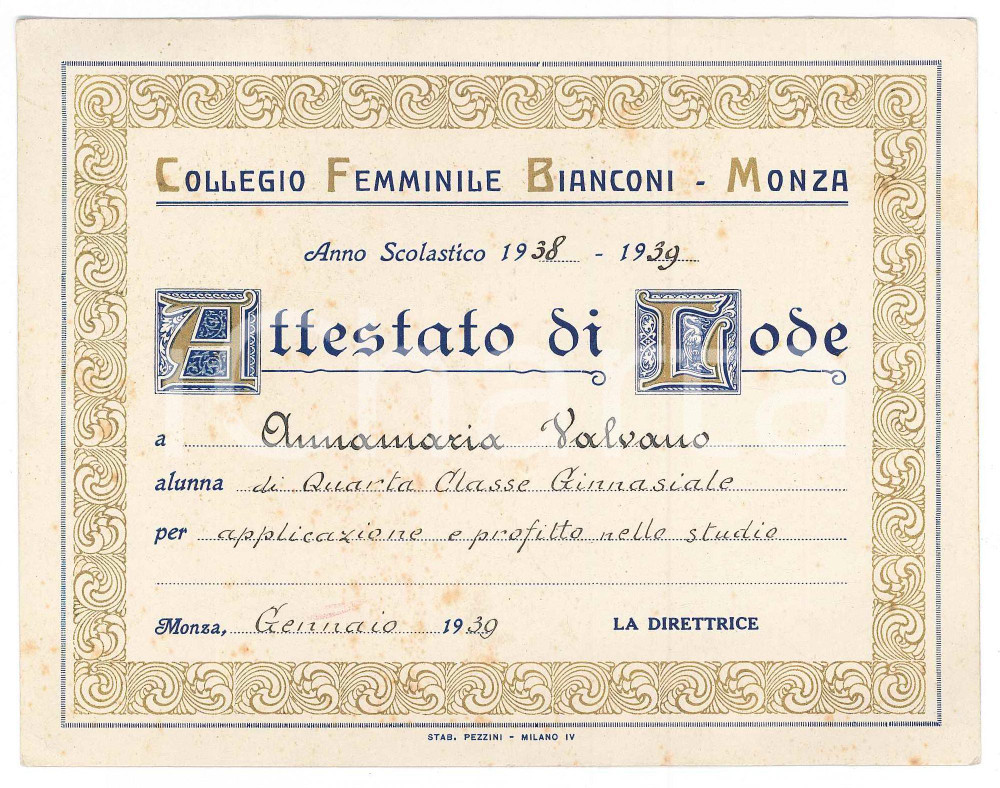 COLLEGIO FEMMINILE BIANCONI - MONZA
Anno Scolastico 1938 - 1939
Attestato di Lode
a Annamaria Valvano
alunna di Quarta Classe Ginnasiale
per applicazione e profitto nello studio
Monza, Gennaio 1939 LA DIRETTRICE
STAB. PEZZINI - MILANO IV